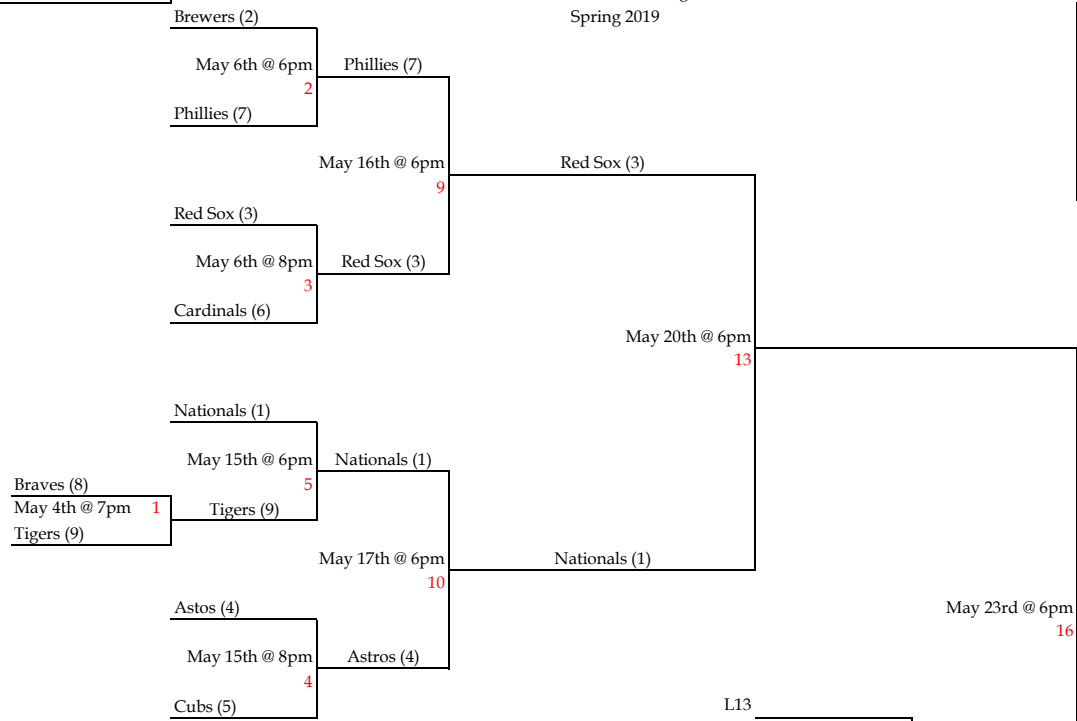 Spring 2019
Brewers (2)
May 6th @ 6pm
2
Phillies (7)
Phillies (7)
May 16th @ 6pm
9
Red Sox (3)
Red Sox (3)
May 6th @ 8pm
3
Red Sox (3)
Cardinals (6)
May 20th @ 6pm
13
Nationals (1)
May 15th @ 6pm
5
Nationals (1)
Braves (8)
May 4th @ 7pm 1
Tigers (9)
Tigers (9)
May 17th @ 6pm
10
Nationals (1)
Astos (4)
May 15th @ 8pm
4
Astros (4)
Cubs (5)
May 23rd @ 6pm
16
L13